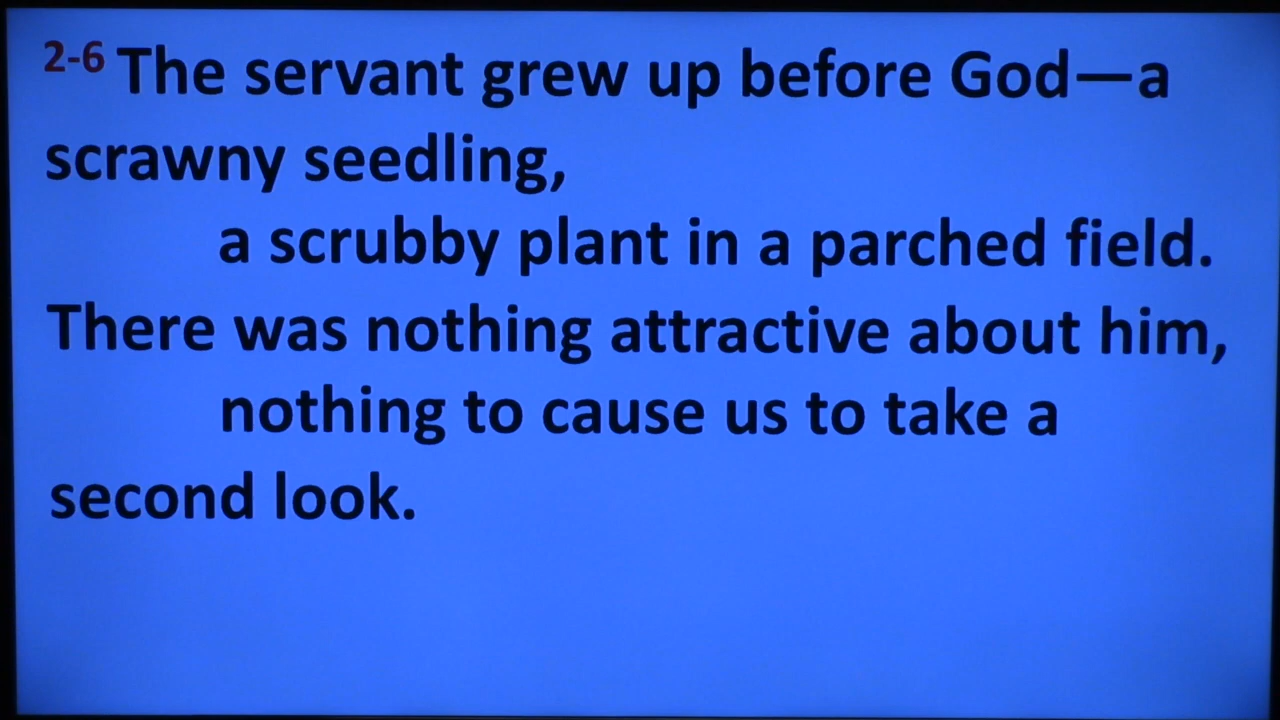 2-6 The servant grew up before God—a
scrawny seedling,
a scrubby plant in a parched field.
There was nothing attractive about him,
nothing to cause us to take a
second look.